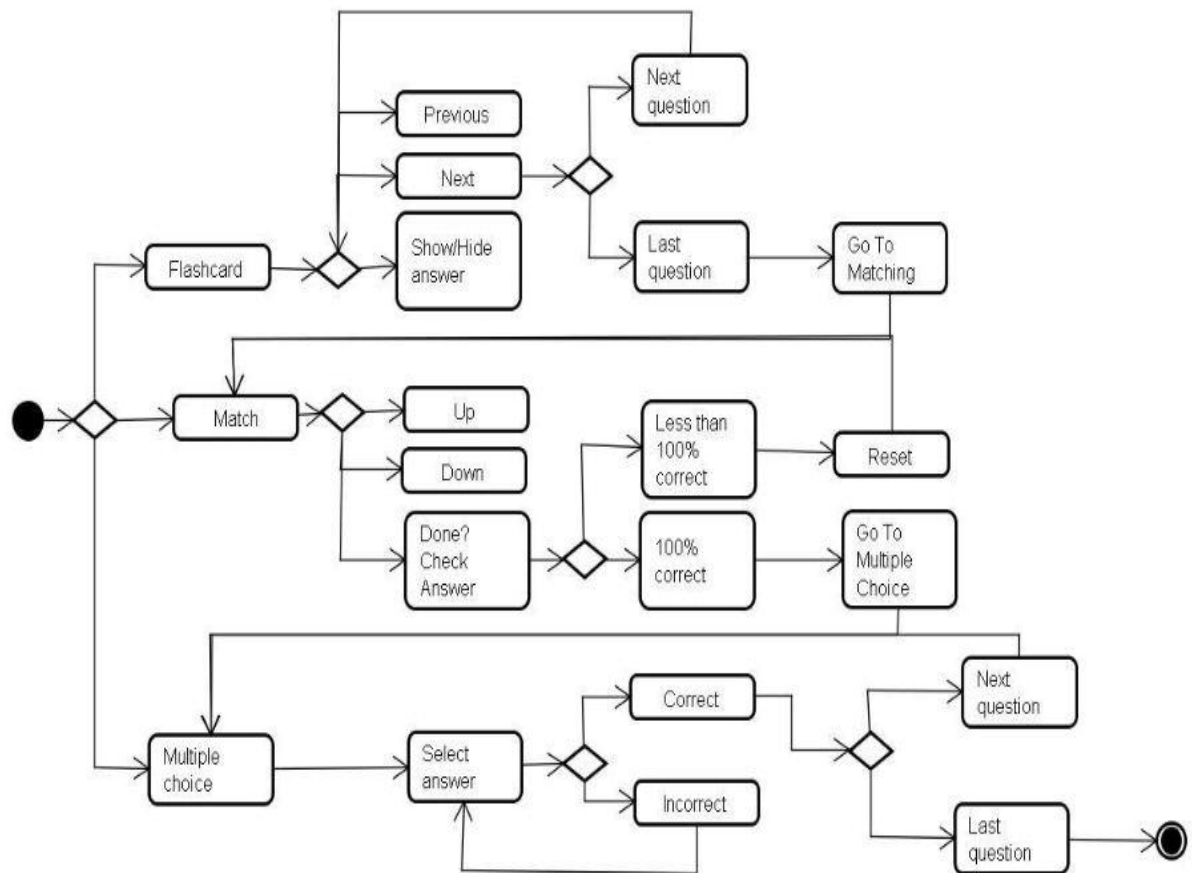 Next
question
Previous
Next
Show/Hide
answer
Flashcard
Last
question
Go To
Matching
Match
Up
Down
Done?
Check
Answer
Less than
100%
correct
Reset
100%
correct
Go To
Multiple
Choice
Multiple
choice
Select
answer
Correct
Incorrect
Next
question
Last
question